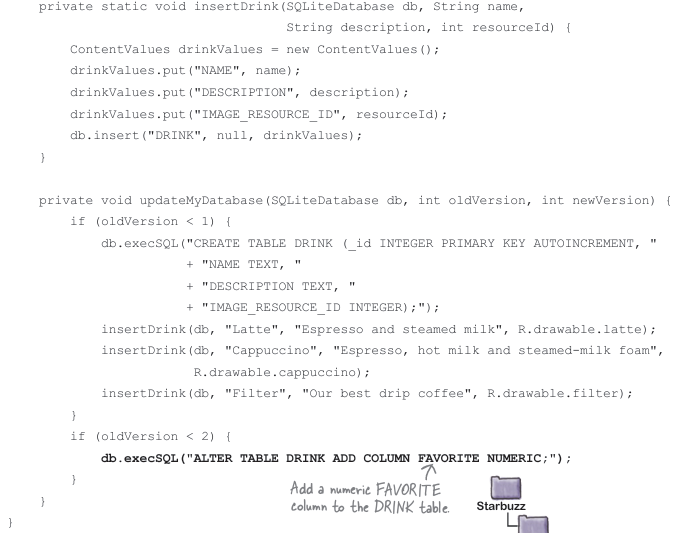 private static void insertDrink(SQLiteDatabase db, String name,
String description, int resourceId) {
ContentValues drinkValues = new ContentValues();
drinkValues.put("NAME", name);
drinkValues.put("DESCRIPTION", description);
drinkValues.put("IMAGE_RESOURCE_ID", resourceId);
db.insert("DRINK", null, drinkValues);
}
private void updateMyDatabase(SQLiteDatabase db, int oldVersion, int newVersion) {
if (oldVersion < 1) {
db.execSQL("CREATE TABLE DRINK (_id INTEGER PRIMARY KEY AUTOINCREMENT, "
+ "NAME TEXT, "
+ "DESCRIPTION TEXT, "
+ "IMAGE_RESOURCE_ID INTEGER);");
insertDrink(db, "Latte", "Espresso and steamed milk", R.drawable.latte);
insertDrink(db, "Cappuccino", "Espresso, hot milk and steamed-milk foam",
R.drawable.cappuccino);
insertDrink(db, "Filter", "Our best drip coffee", R.drawable.filter);
}
if (oldVersion < 2) {
db.execSQL("ALTER TABLE DRINK ADD COLUMN FAVORITE NUMERIC;");
}
Add a numeric FAVORITE
column to the DRINK table.
}
Starbuzz
}